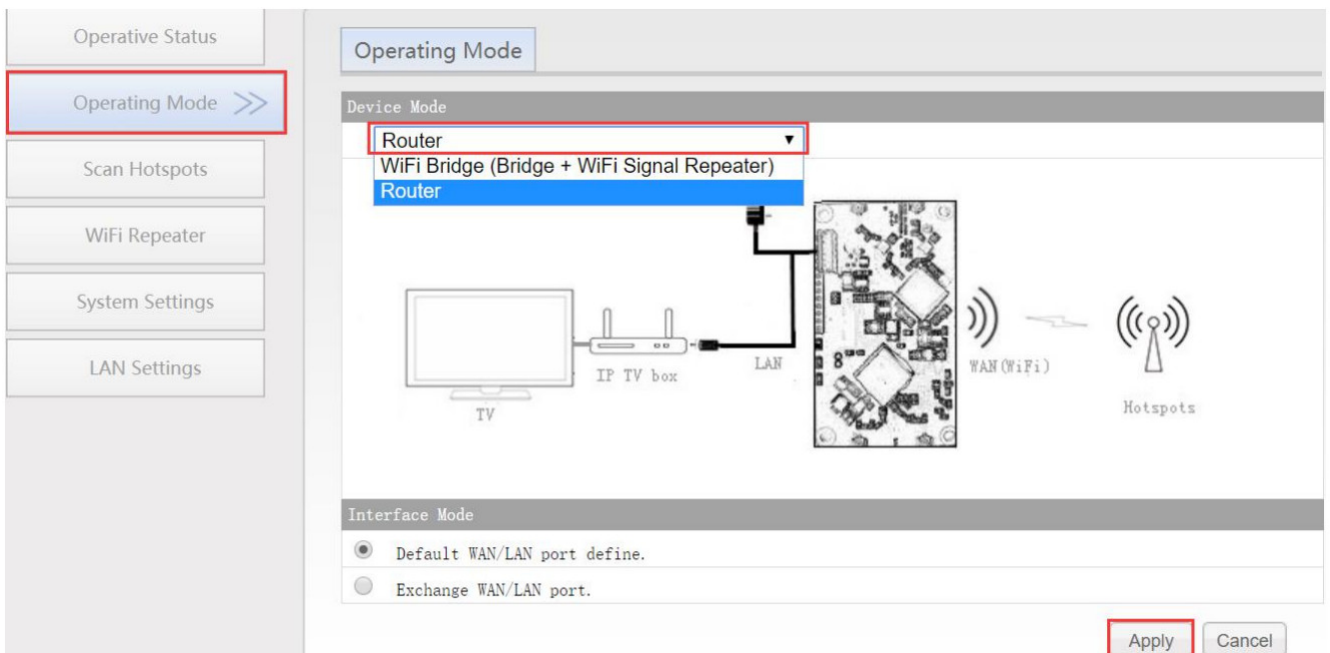 Operative Status
Operating Mode
Scan Hotspots
WiFi Repeater
System Settings
LAN Settings
Operating Mode
Device Mode
Router
WiFi Bridge (Bridge + WiFi Signal Repeater)
Router
TV
IP TV box
LAN
WAN(WiFi)
Hotspots
Interface Mode
Default WAN/LAN port define.
Exchange WAN/LAN port.
Apply Cancel